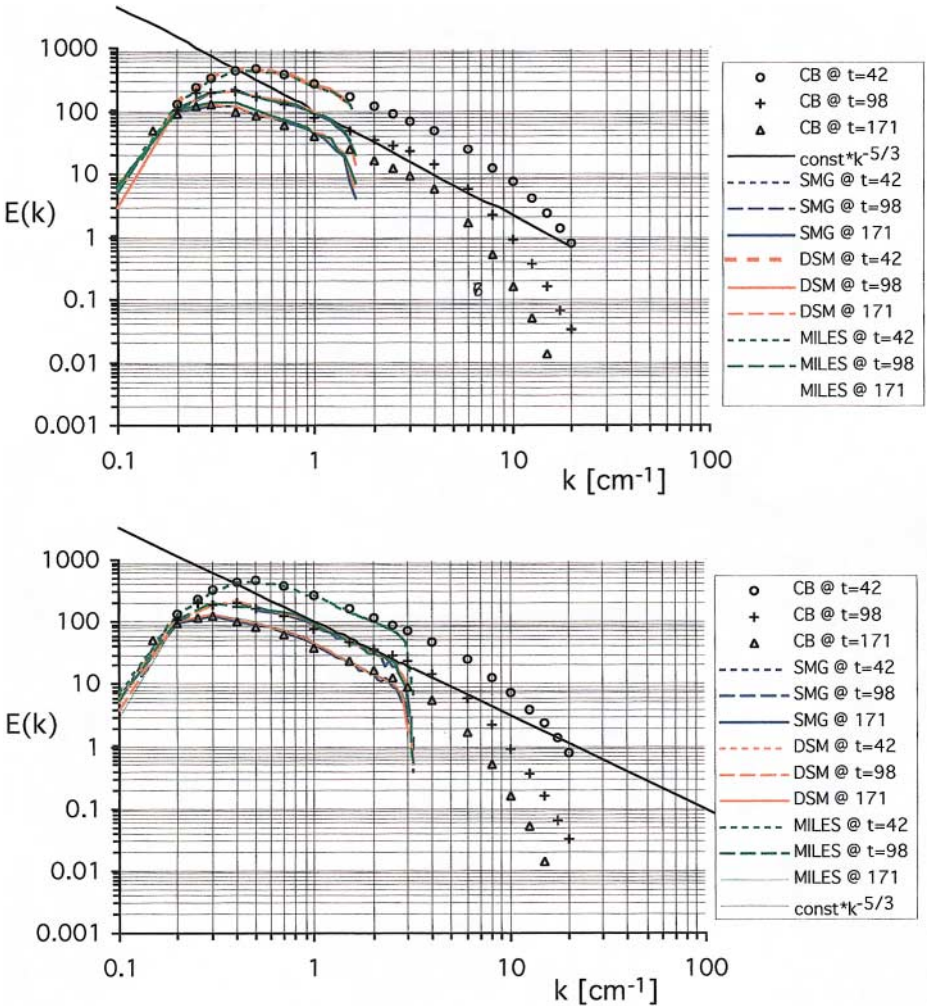 1000
100
10
E(k)
1
0.1
0.01
0.001
0.1 1 10 100
k [cm-1]
CB @ t=42
CB @ t=98
CB @ t=171
const*k-5/3
SMG @ t=42
SMG @ t=98
SMG @ 171
DSM @ t=42
DSM @ t=98
DSM @ 171
MILES @ t=42
MILES @ t=98
MILES @ 171
1000
100
10
E(k)
1
0.1
0.01
0.001
0.1 1 10 100
k [cm-1]
CB @ t=42
CB @ t=98
CB @ t=171
SMG @ t=42
SMG @ t=98
SMG @ 171
DSM @ t=42
DSM @ t=98
DSM @ 171
MILES @ t=42
MILES @ t=98
MILES @ 171
const*k-5/3